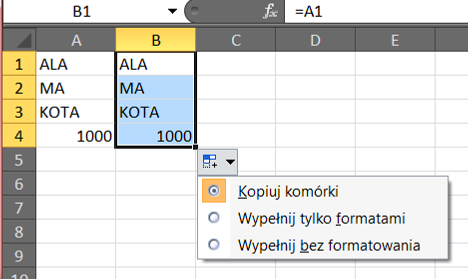 B1 fx =A1
A B C D E
1 ALA ALA
2 MA MA
3 KOTA KOTA
4 1000 1000
5
6 Kopiuj komórki
7 Wypełnij tylko formatami
8 Wypełnij bez formatowania
9
10